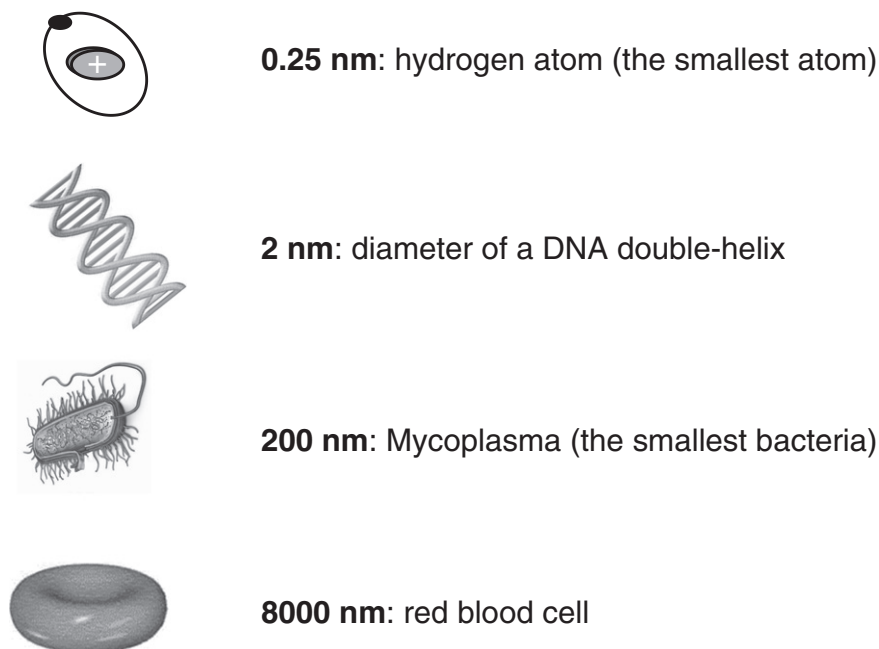 +
0.25 nm: hydrogen atom (the smallest atom)
2 nm: diameter of a DNA double-helix
200 nm: Mycoplasma (the smallest bacteria)
8000 nm: red blood cell